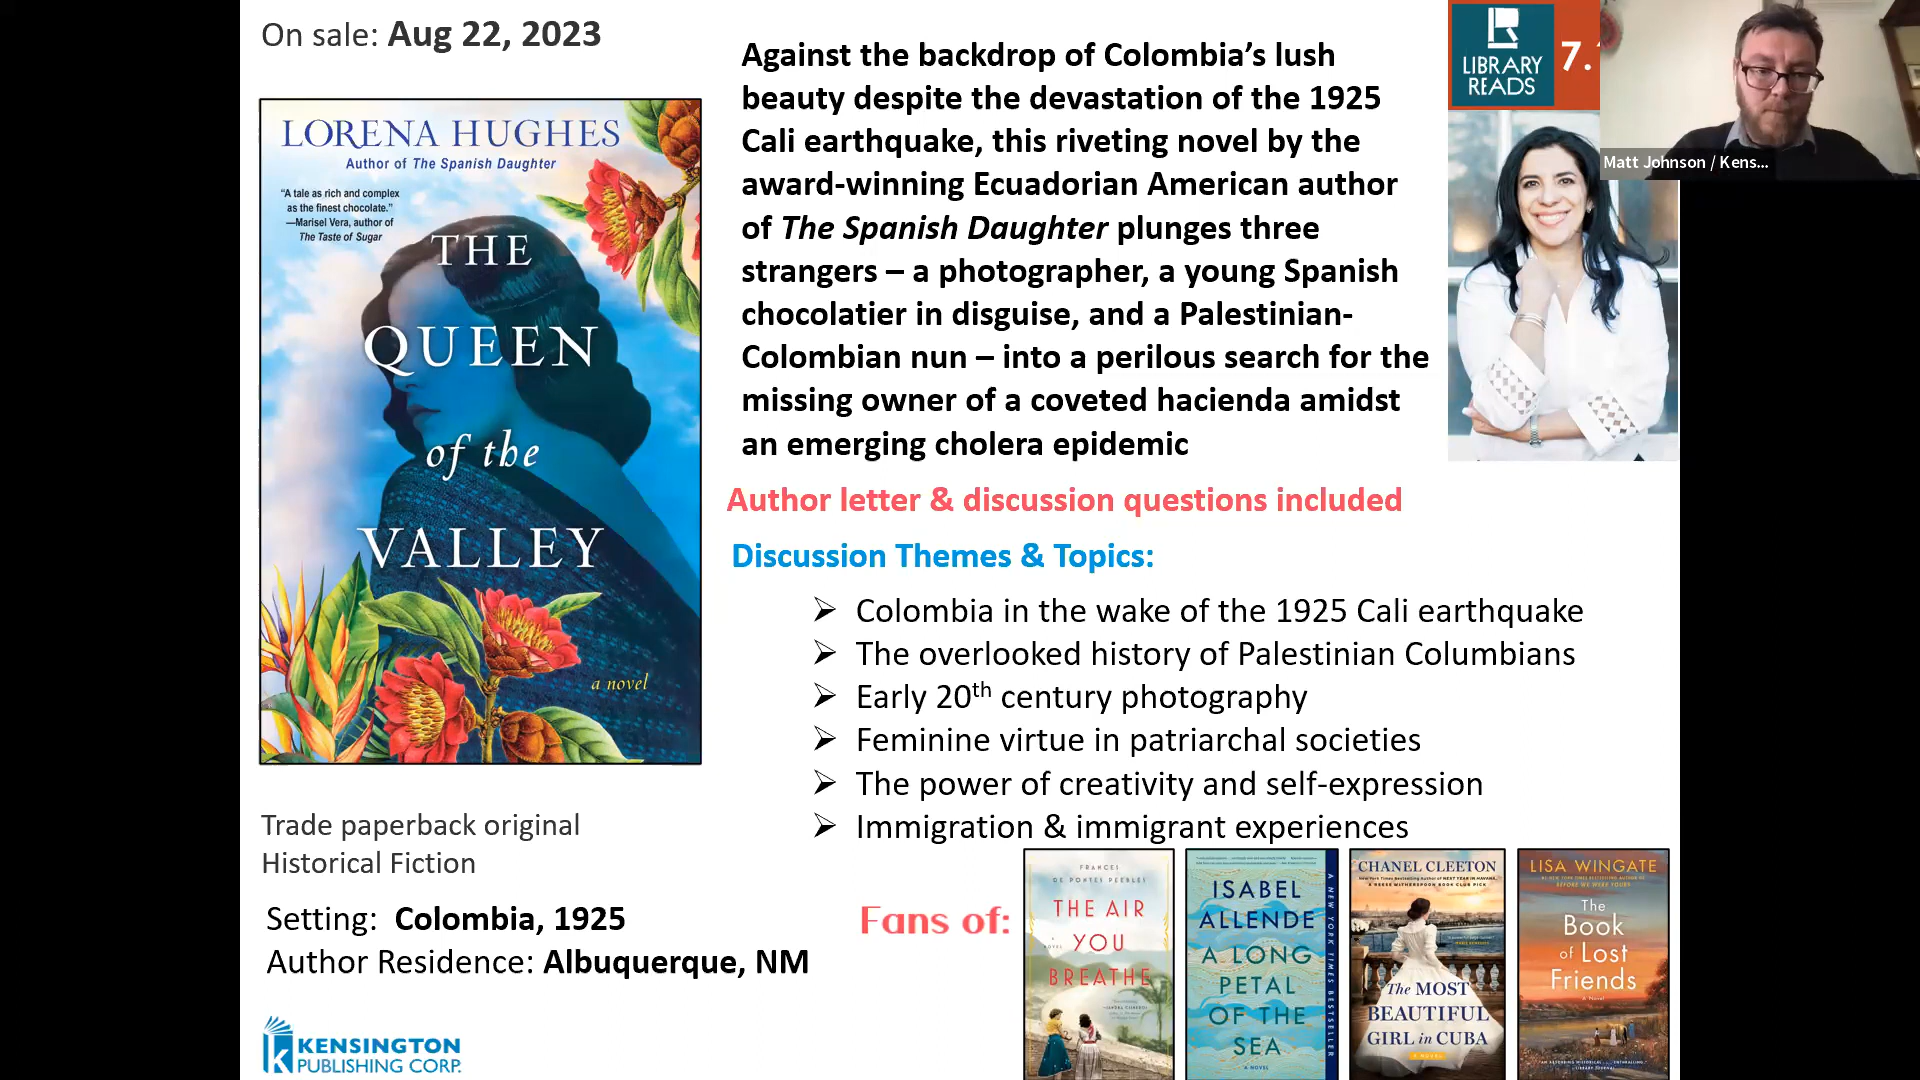 On sale: Aug 22, 2023
LORENA HUGHES
Author of The Spanish Daughter
“A tale as rich and complex
as the finest chocolate.”
—Marisel Vera, author of
The Taste of Sugar
THE
QUEEN
of the
VALLEY
a novel
Trade paperback original
Historical Fiction
Setting: Colombia, 1925
Author Residence: Albuquerque, NM
KENSINGTON
PUBLISHING CORP.
Against the backdrop of Colombia’s lush
beauty despite the devastation of the 1925
Cali earthquake, this riveting novel by the
award-winning Ecuadorian American author
of The Spanish Daughter plunges three
strangers – a photographer, a young Spanish
chocolatier in disguise, and a Palestinian-
Colombian nun – into a perilous search for the
missing owner of a coveted hacienda amidst
an emerging cholera epidemic
Author letter & discussion questions included
Discussion Themes & Topics:
➢ Colombia in the wake of the 1925 Cali earthquake
➢ The overlooked history of Palestinian Columbians
➢ Early 20th century photography
➢ Feminine virtue in patriarchal societies
➢ The power of creativity and self-expression
➢ Immigration & immigrant experiences
Fans of:
FRANCES
DE PONTES PEEBLES
THE AIR
YOU
BREATHE
ISABEL
ALLENDE
A LONG
PETAL
OF THE
SEA
A NOVEL
A NEW YORK TIMES BESTSELLER
CHANEL CLEETON
The MOST
BEAUTIFUL
GIRL in CUBA
A NOVEL
LISA WINGATE
BEFORE WE WERE YOURS
The
Book
of Lost
Friends
A Novel
LIBRARY
READS
7.
Matt Johnson / Kens...